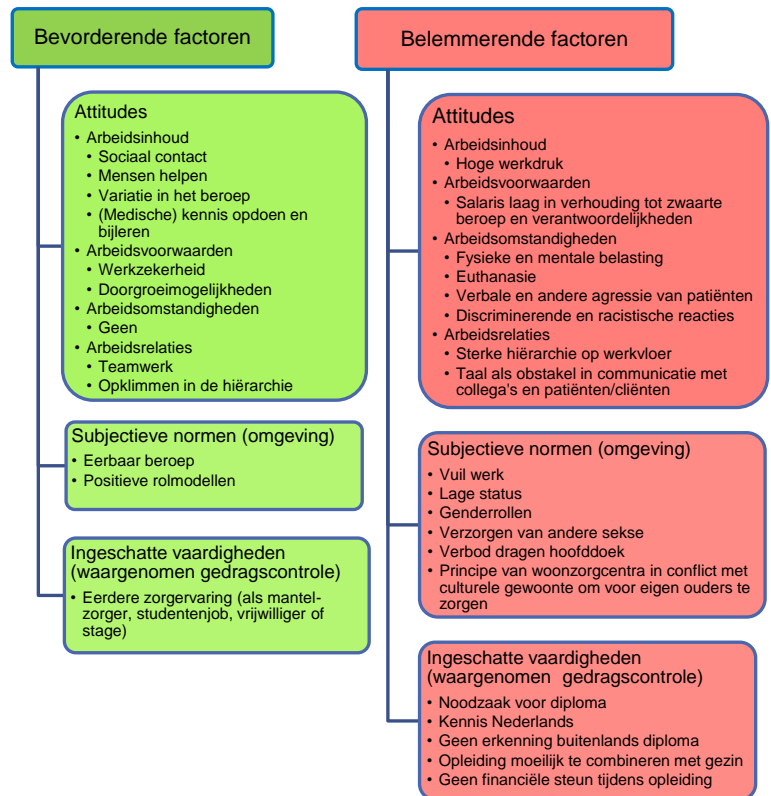 Bevorderende factoren
Attitudes
• Arbeidsinhoud
• Sociaal contact
• Mensen helpen
• Variatie in het beroep
• (Medische) kennis opdoen en
bijleren
• Arbeidsvoorwaarden
• Werkzekerheid
• Doorgroeimogelijkheden
• Arbeidsomstandigheden
• Geen
• Arbeidsrelaties
• Teamwerk
• Opklimmen in de hiërarchie
Subjectieve normen (omgeving)
• Eerbaar beroep
• Positieve rolmodellen
Ingeschatte vaardigheden
(waargenomen gedragscontrole)
• Eerdere zorgervaring (als mantel-
zorger, studentenjob, vrijwilliger of
stage)
Belemmerende factoren
Attitudes
• Arbeidsinhoud
• Hoge werkdruk
• Arbeidsvoorwaarden
• Salaris laag in verhouding tot zwaarte
beroep en verantwoordelijkheden
• Arbeidsomstandigheden
• Fysieke en mentale belasting
• Euthanasie
• Verbale en andere agressie van patiënten
• Discriminerende en racistische reacties
• Arbeidsrelaties
• Sterke hiërarchie op werkvloer
• Taal als obstakel in communicatie met
collega's en patiënten/cliënten
Subjectieve normen (omgeving)
• Vuil werk
• Lage status
• Genderrollen
• Verzorgen van andere sekse
• Verbod dragen hoofddoek
• Principe van woonzorgcentra in conflict met
culturele gewoonte om voor eigen ouders te
zorgen
Ingeschatte vaardigheden
(waargenomen gedragscontrole)
• Noodzaak voor diploma
• Kennis Nederlands
• Geen erkenning buitenlands diploma
• Opleiding moeilijk te combineren met gezin
• Geen financiële steun tijdens opleiding